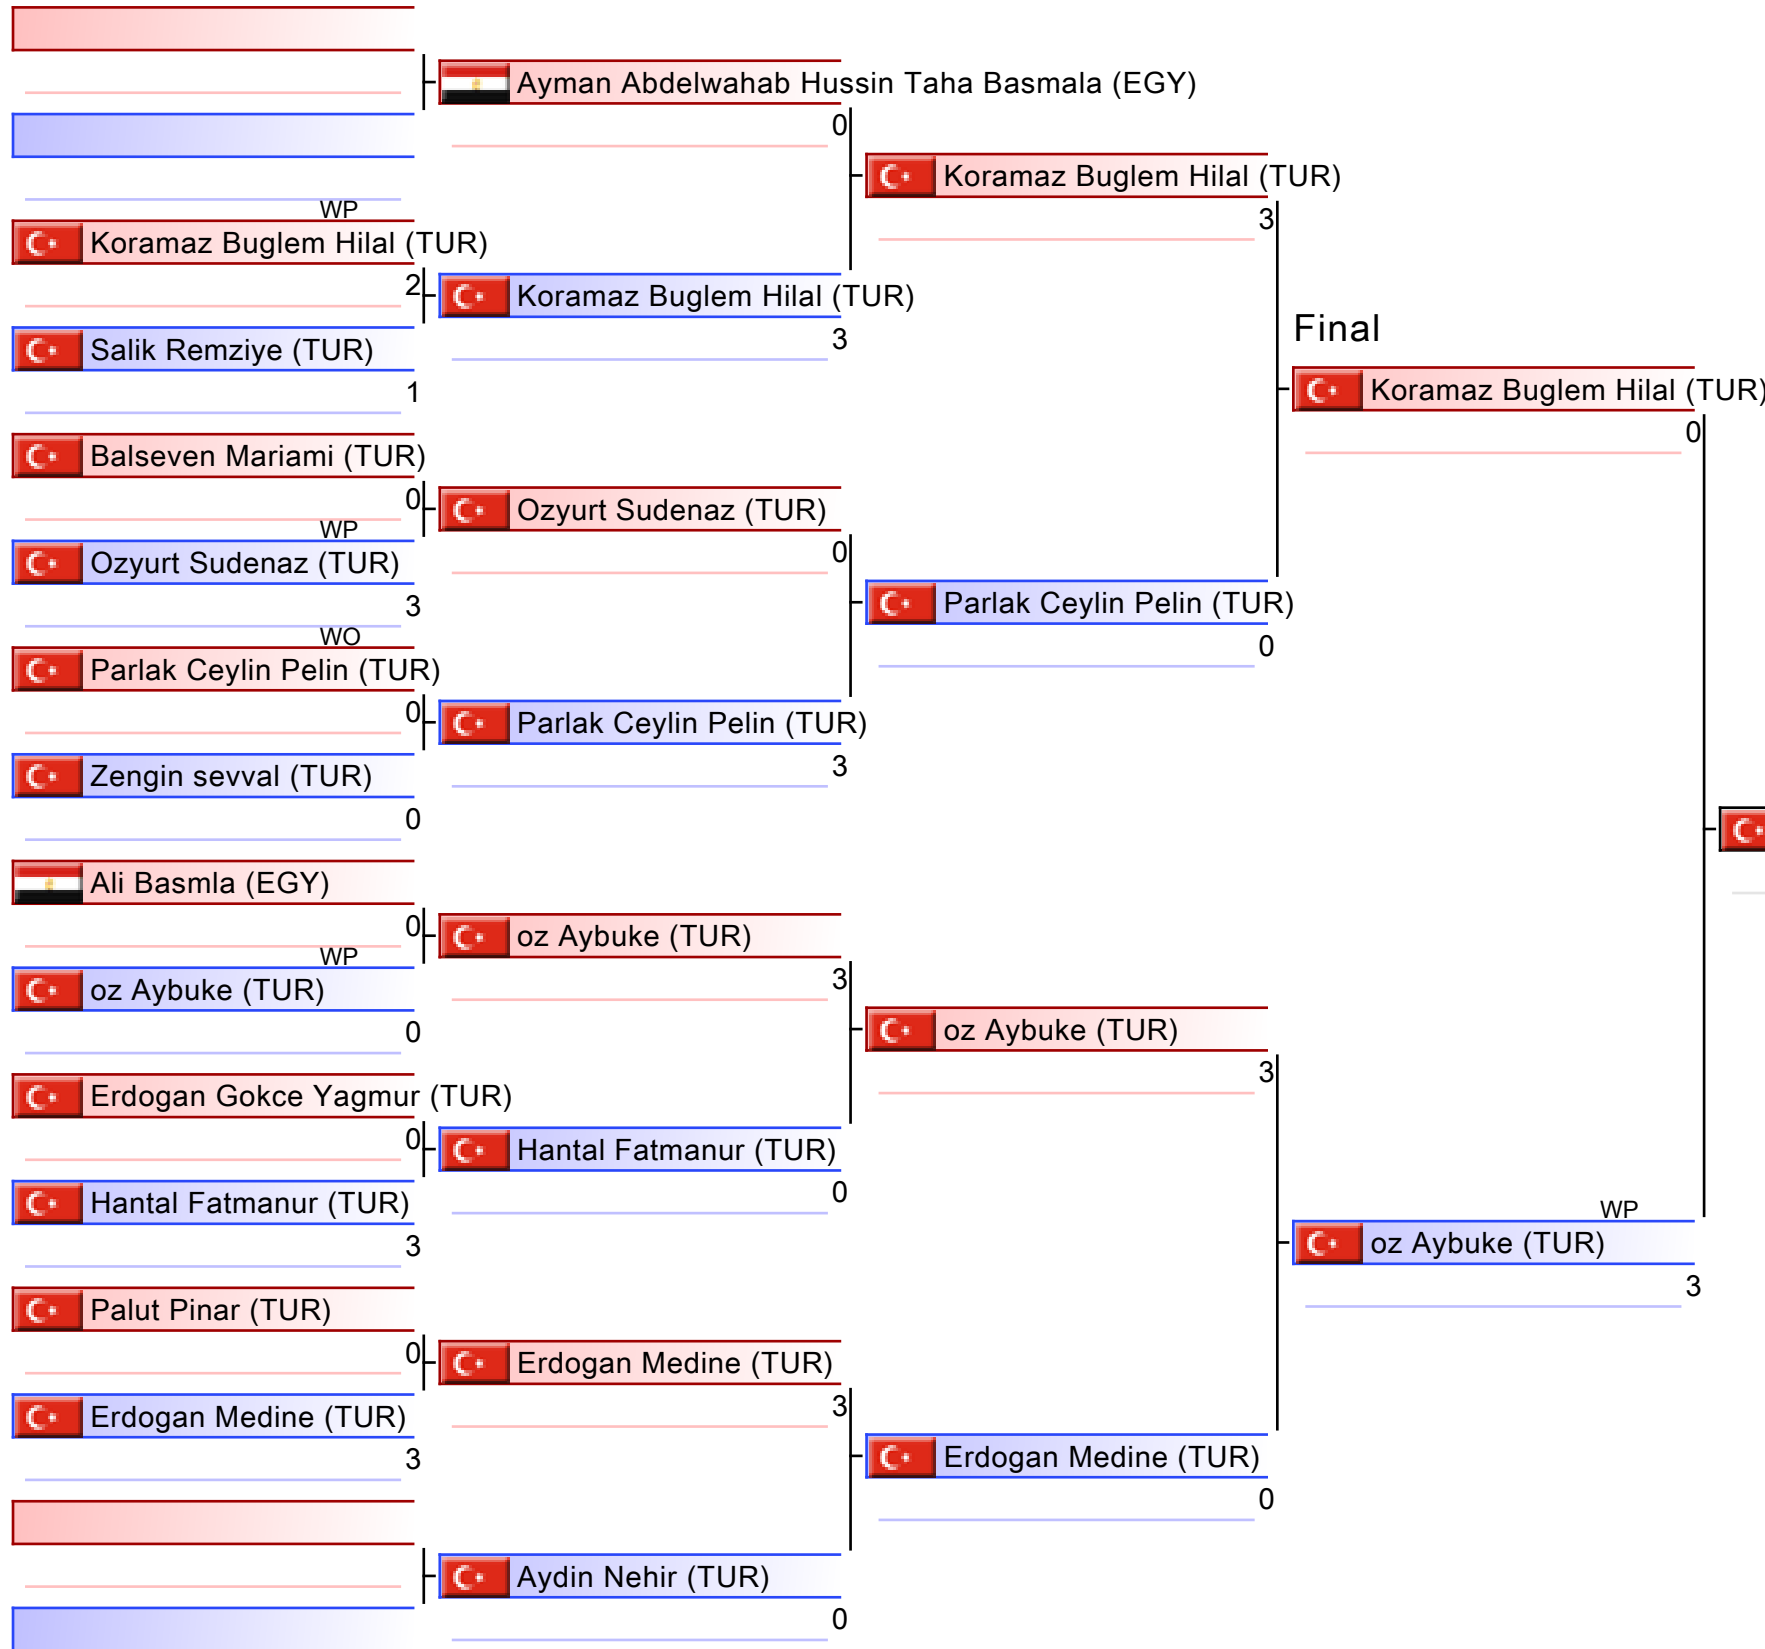 Ayman Abdelwahab Hussin Taha Basmala (EGY)
0
Koramaz Buglem Hilal (TUR)
3
WP
Koramaz Buglem Hilal (TUR)
2
Koramaz Buglem Hilal (TUR)
3
Salik Remziye (TUR)
1
Final
Koramaz Buglem Hilal (TUR)
0
Balseven Mariami (TUR)
0
WP
Ozyurt Sudenaz (TUR)
0
Ozyurt Sudenaz (TUR)
3
Parlak Ceylin Pelin (TUR)
0
WO
Parlak Ceylin Pelin (TUR)
0
Parlak Ceylin Pelin (TUR)
3
Zengin sevval (TUR)
0
Ali Basmla (EGY)
0
WP
oz Aybuke (TUR)
3
oz Aybuke (TUR)
0
oz Aybuke (TUR)
3
Erdogan Gokce Yagmur (TUR)
0
Hantal Fatmanur (TUR)
0
Hantal Fatmanur (TUR)
3
WP
oz Aybuke (TUR)
3
Palut Pinar (TUR)
0
Erdogan Medine (TUR)
3
Erdogan Medine (TUR)
3
Erdogan Medine (TUR)
0
Aydin Nehir (TUR)
0